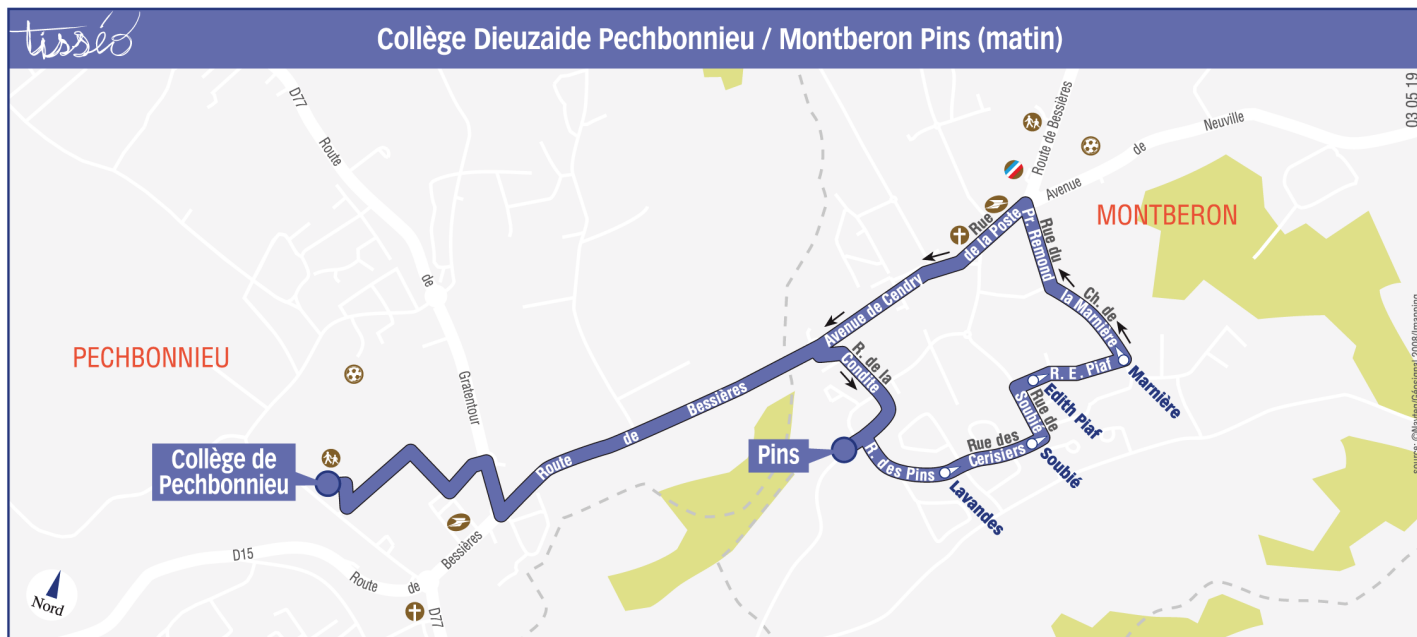 tisséo
Collège Dieuzaide Pechbonnieu / Montberon Pins (matin)
03 05 19
D77
Route
de
Gratentour
Route de Bessières
Avenue
de
Neuville
MONTBERON
PECHBONNIEU
Rue
de la Poste
Rue du
Pr. Rémond
Ch. de
la Marnière
Avenue de Cendry
R. de la
Condite
R. E. Piaf
Marnière
Edith Piaf
Rue de
Soublé
Soublé
Rue des
Cerisiers
Lavandes
R. des Pins
Pins
Route
de
Bessières
Collège de
Pechbonnieu
D15
Route
de
Bessières
D77
Nord